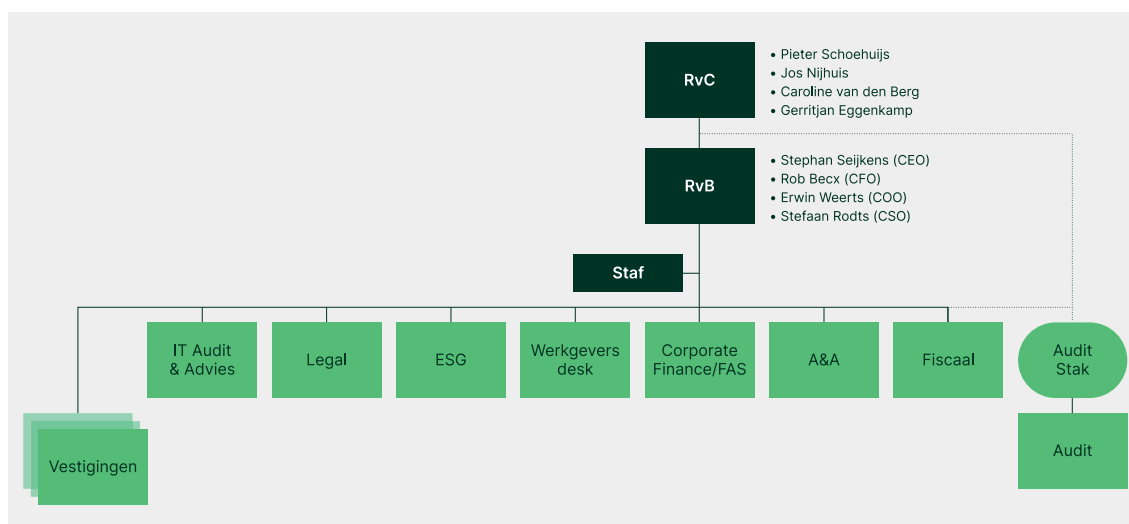 RvC
• Pieter Schoehuijs
• Jos Nijhuis
• Caroline van den Berg
• Gerritjan Eggenkamp
RvB
• Stephan Seijkens (CEO)
• Rob Becx (CFO)
• Erwin Weerts (COO)
• Stefaan Rodts (CSO)
Staf
IT Audit
& Advies
Legal
ESG
Werkgevers
desk
Corporate
Finance/FAS
A&A
Fiscaal
Audit
Stak
Vestigingen
Audit